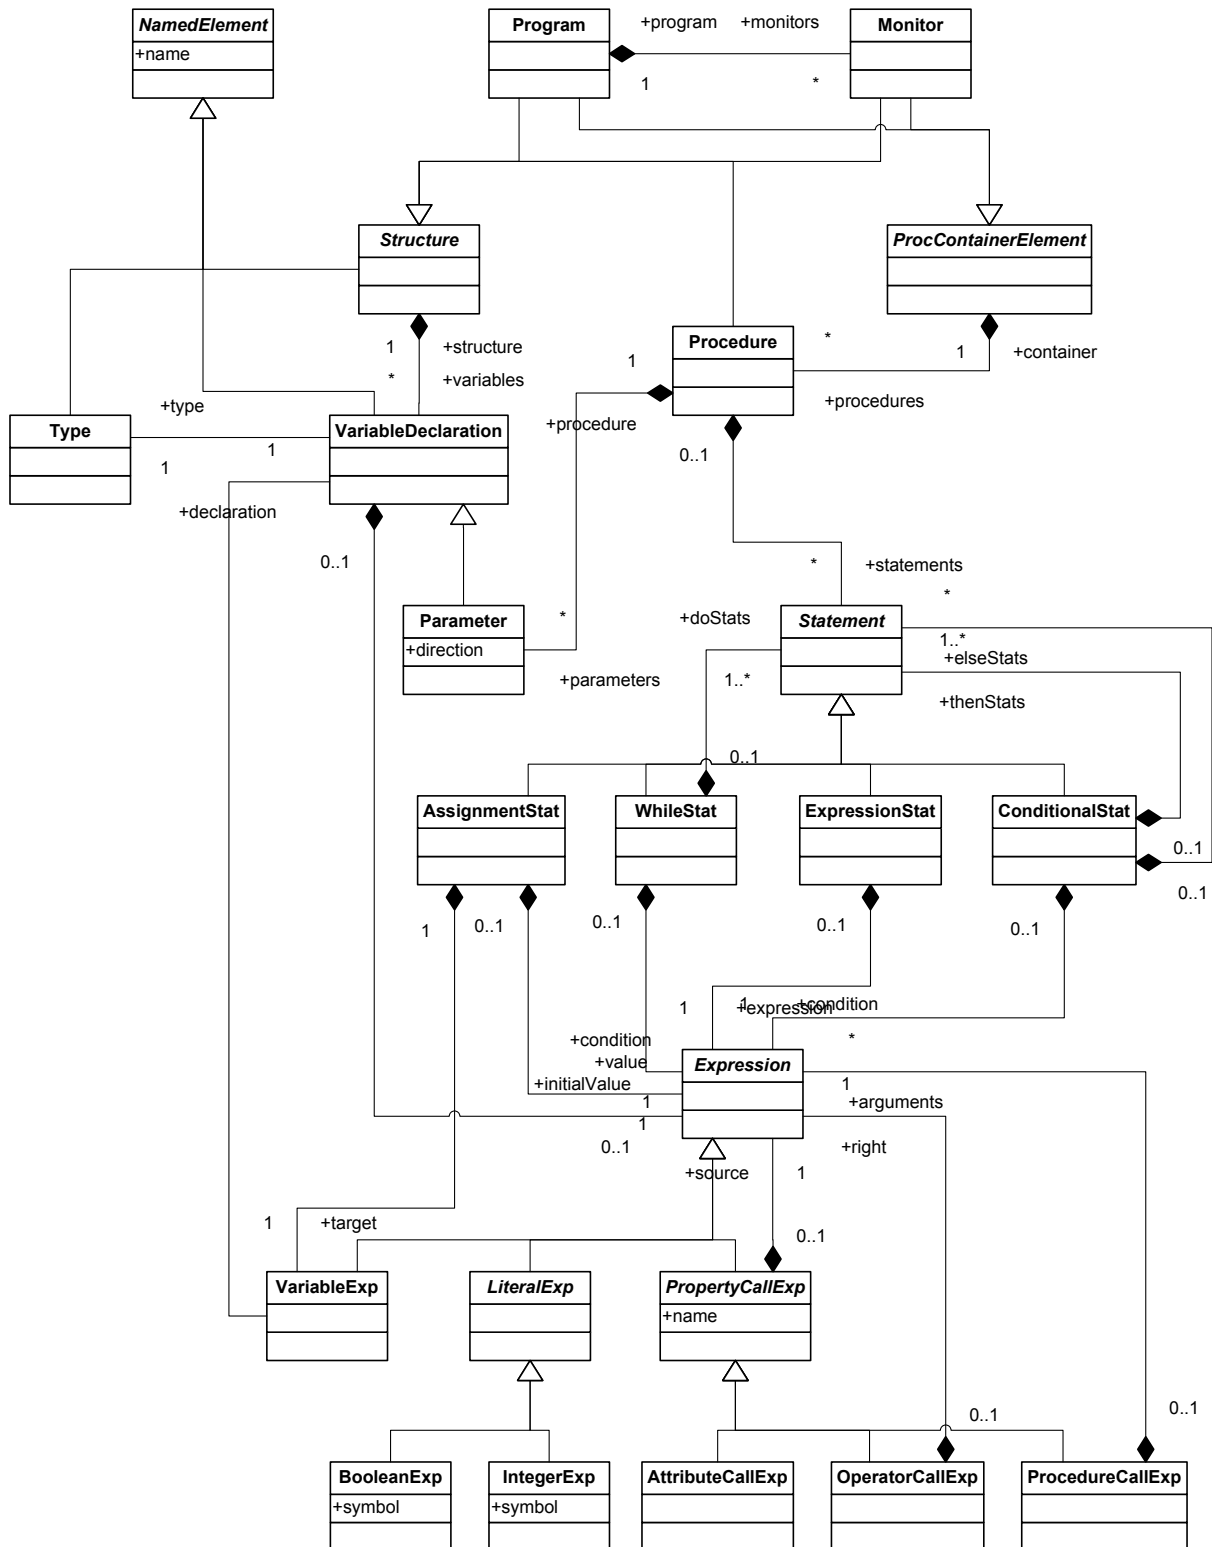 NamedElement
+name
Program
+program
+monitors
Monitor
1
*
Structure
ProcContainerElement
1
+structure
*
+variables
Procedure
*
1
1
+container
+type
+procedure
+procedures
Type
1
1
VariableDeclaration
0..1
+declaration
0..1
*
+statements
*
Parameter
+direction
*
+doStats
Statement
1..*
+elseStats
+parameters
1..*
+thenStats
0..1
AssignmentStat
WhileStat
ExpressionStat
ConditionalStat
0..1
0..1
1
0..1
0..1
0..1
0..1
1
1
+expression
+condition
+condition
*
+value
Expression
+initialValue
1
1
+arguments
1
0..1
+right
+source
1
1
+target
0..1
VariableExp
LiteralExp
PropertyCallExp
+name
0..1
0..1
BooleanExp
+symbol
IntegerExp
+symbol
AttributeCallExp
OperatorCallExp
ProcedureCallExp